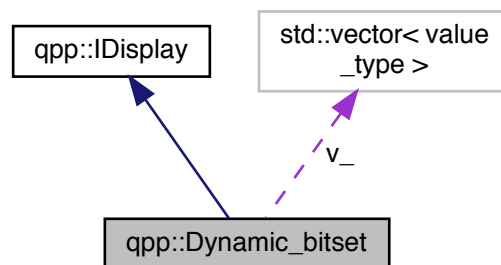 qpp::IDisplay
std::vector< value
_type >
v_
qpp::Dynamic_bitset